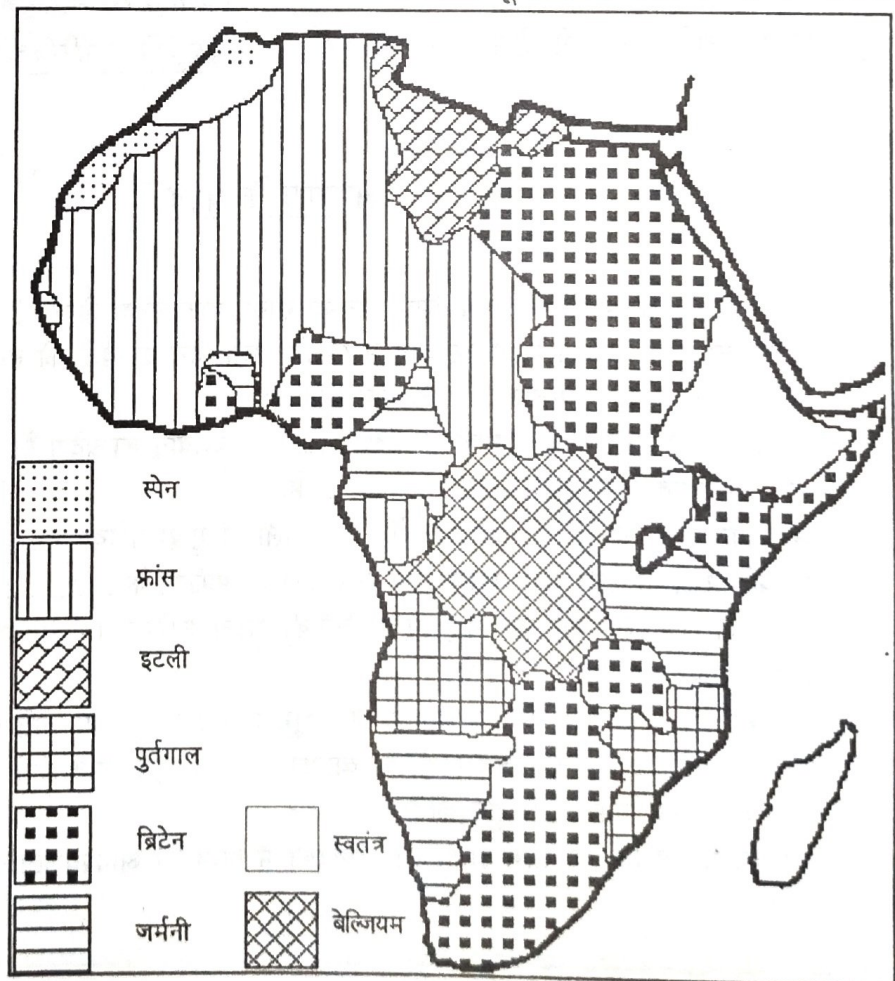 स्पेन
फ्रांस
इटली
पुर्तगाल
ब्रिटेन
स्वतंत्र
जर्मनी
बेल्जियम